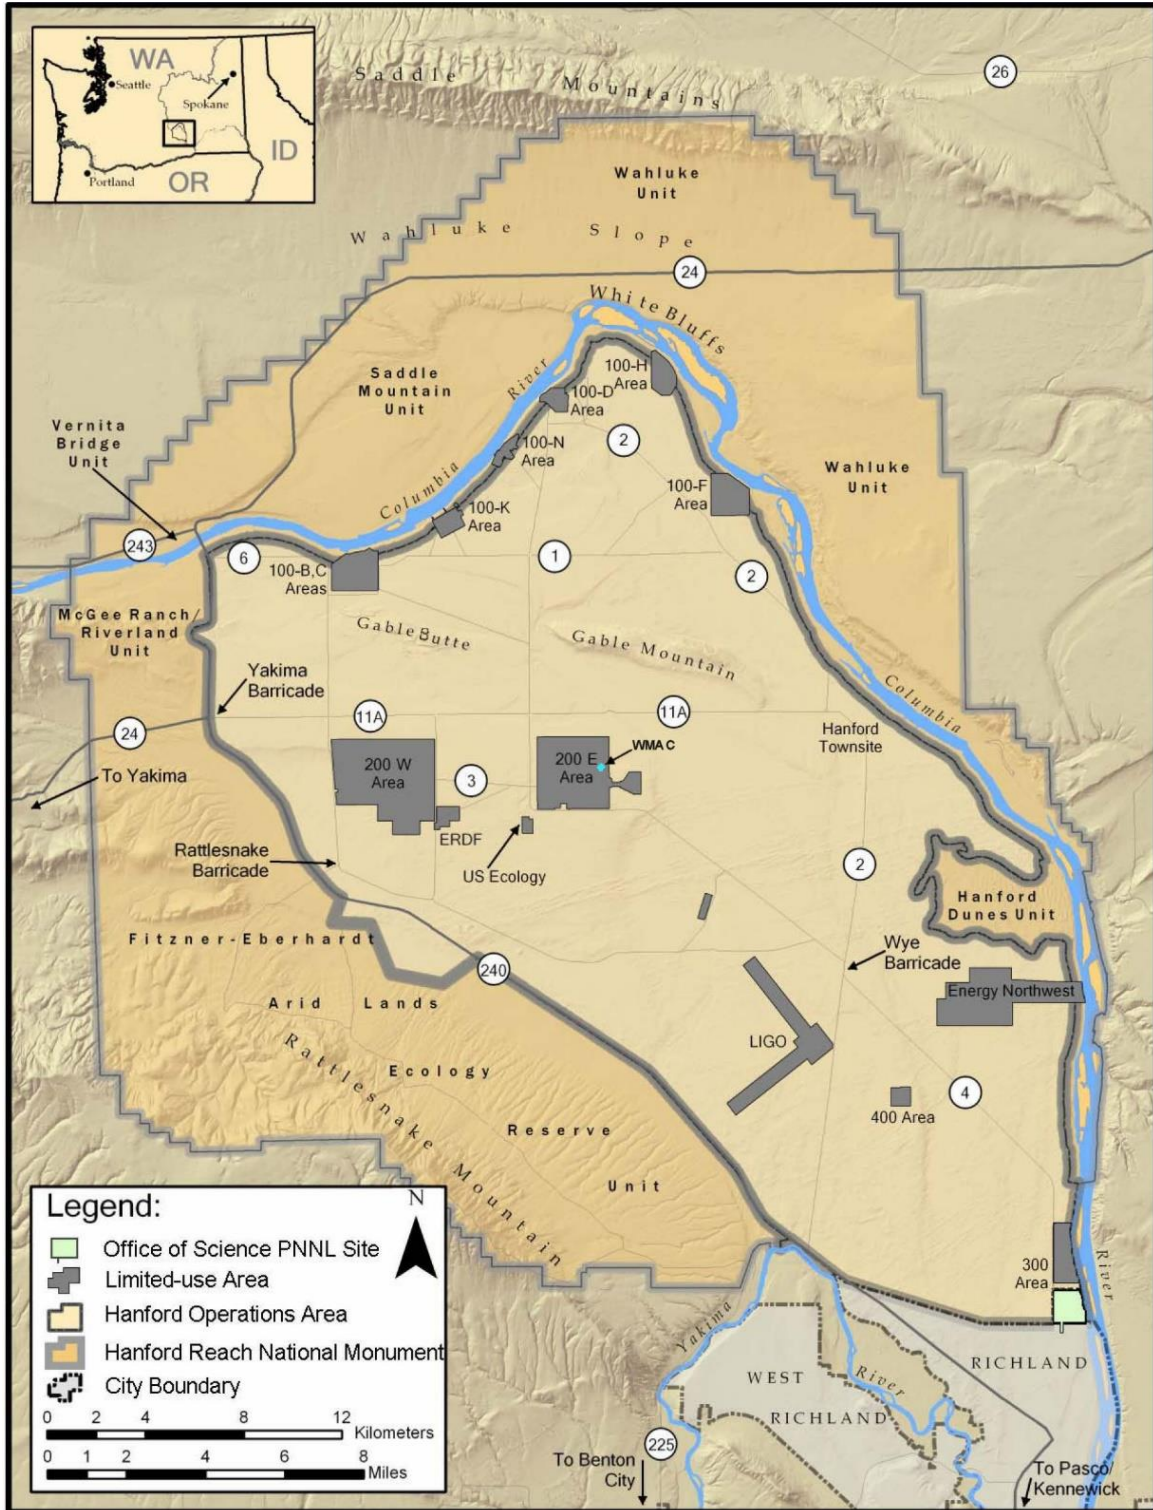 WA
Seattle
Spokane
ID
OR
Portland
Saddle Mountains
26
Wahluke
Unit
Wahluke Slope
24
White Bluffs
100-H
Area
River
Saddle
Mountain
Unit
100-D
Area
Vernita
Bridge
Unit
2
100-N
Area
Columbia
Wahluke
Unit
100-F
Area
100-K
Area
243
6
1
2
100-B,C
Areas
McGee Ranch/
Riverland
Unit
Gable Butte
Gable Mountain
Yakima
Barricade
Columbia
24
11A
11A
Hanford
Townsite
WMA C
200 W
Area
200 E
Area
To Yakima
3
ERDF
Rattlesnake
Barricade
US Ecology
2
Hanford
Dunes Unit
Fitzner-Eberhardt
Wye
Barricade
240
Arid Lands
Energy Northwest
LIGO
Ecology
Rattlesnake Mountain
4
400 Area
Reserve
Unit
N
Legend:
Office of Science PNNL Site
Limited-use Area
Hanford Operations Area
Hanford Reach National Monument
City Boundary
0 2 4 8 12
Kilometers
0 1 2 4 6 8
Miles
300
Area
River
Yakima
River
RICHLAND
WEST
RICHLAND
225
To Benton
City
To Pasco/
Kennewick